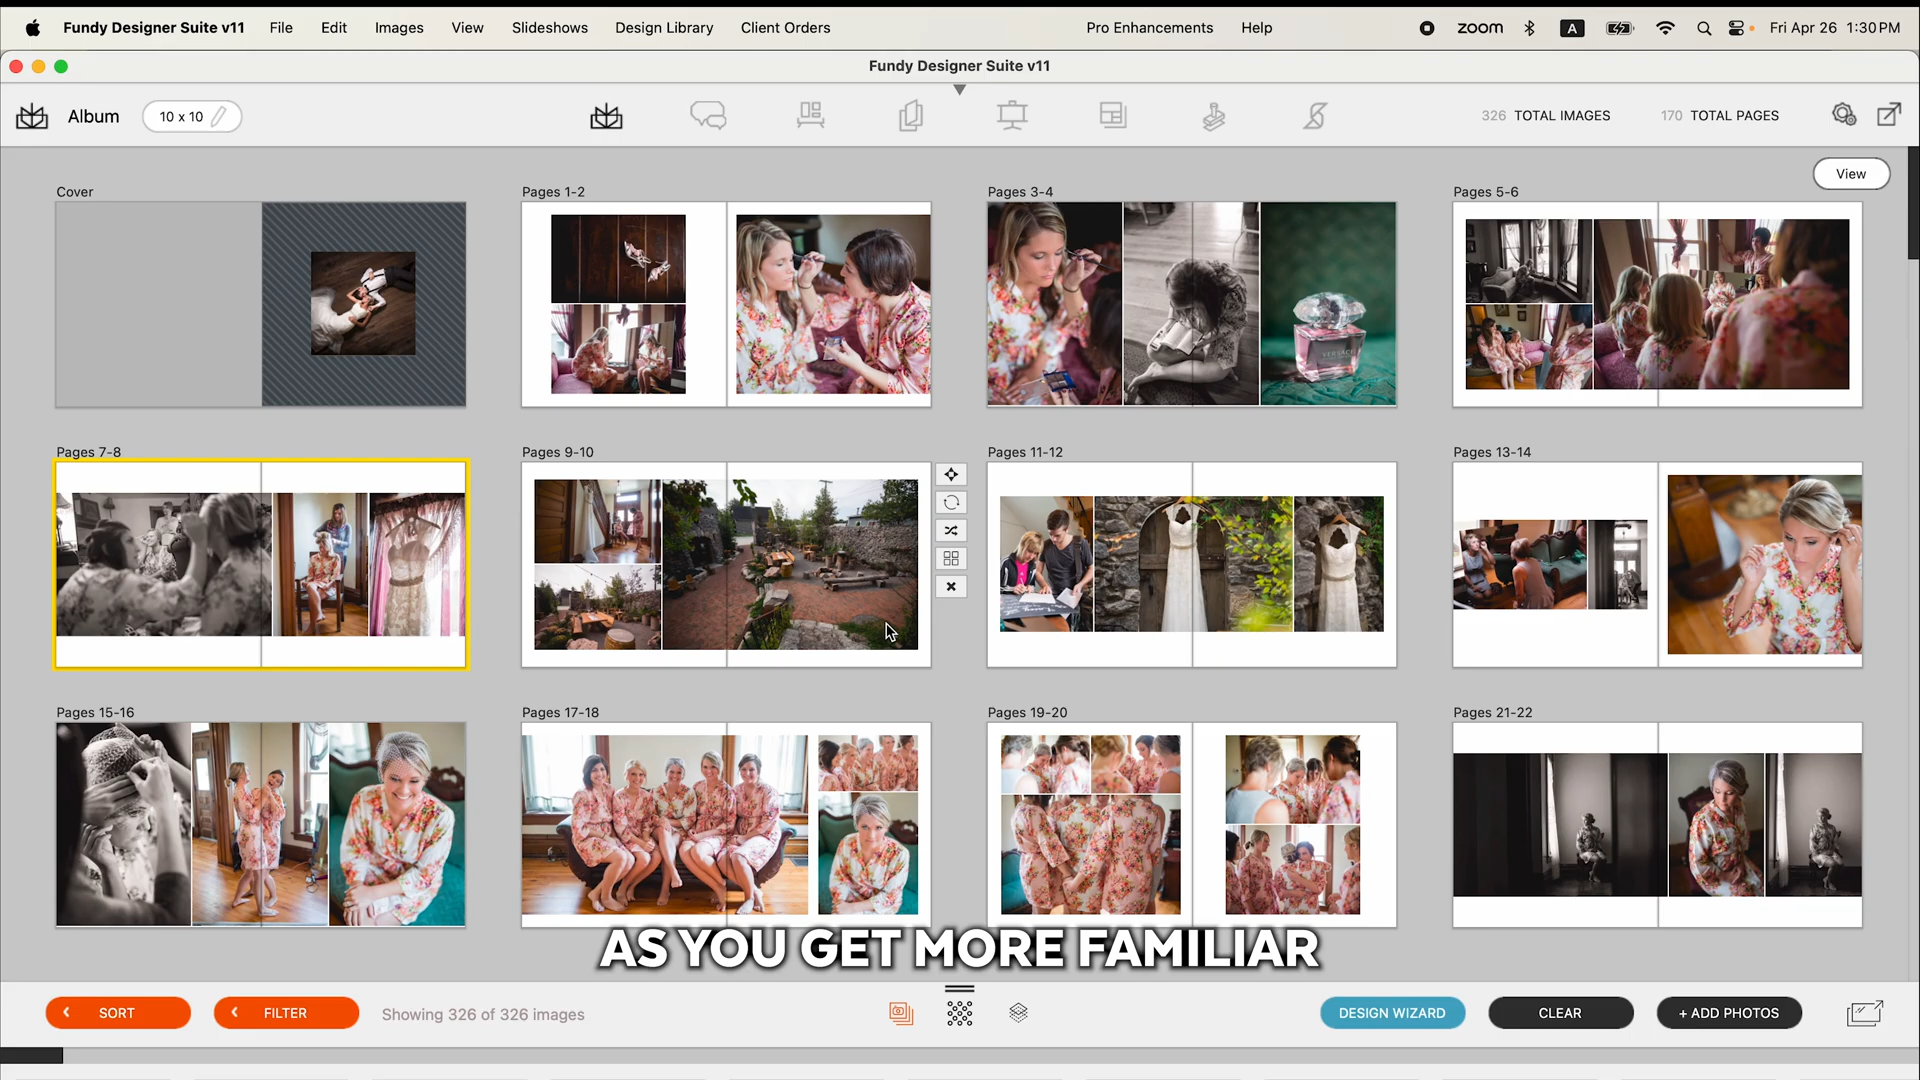 Fundy Designer Suite v11 File Edit Images View Slideshows Design Library Client Orders Pro Enhancements Help zoom A Fri Apr 26 1:30 PM
Fundy Designer Suite v11
Album 10 x 10 326 TOTAL IMAGES 170 TOTAL PAGES
View
Cover Pages 1-2 Pages 3-4 Pages 5-6
VERSACE
Pages 7-8 Pages 9-10 Pages 11-12 Pages 13-14
Pages 15-16 Pages 17-18 Pages 19-20 Pages 21-22
AS YOU GET MORE FAMILIAR
SORT FILTER Showing 326 of 326 images DESIGN WIZARD CLEAR + ADD PHOTOS